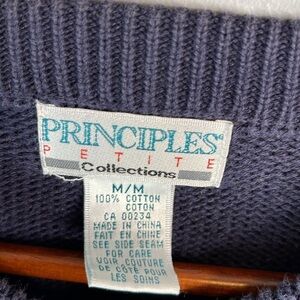 PRINCIPLES
PETITE
Collections
M/M
100% COTTON
COTON
CA 00234
MADE IN CHINA
FAIT EN CHINE
SEE SIDE SEAM
FOR CARE
VOIR COUTURE
DE CÔTÉ POUR
LES SOINS